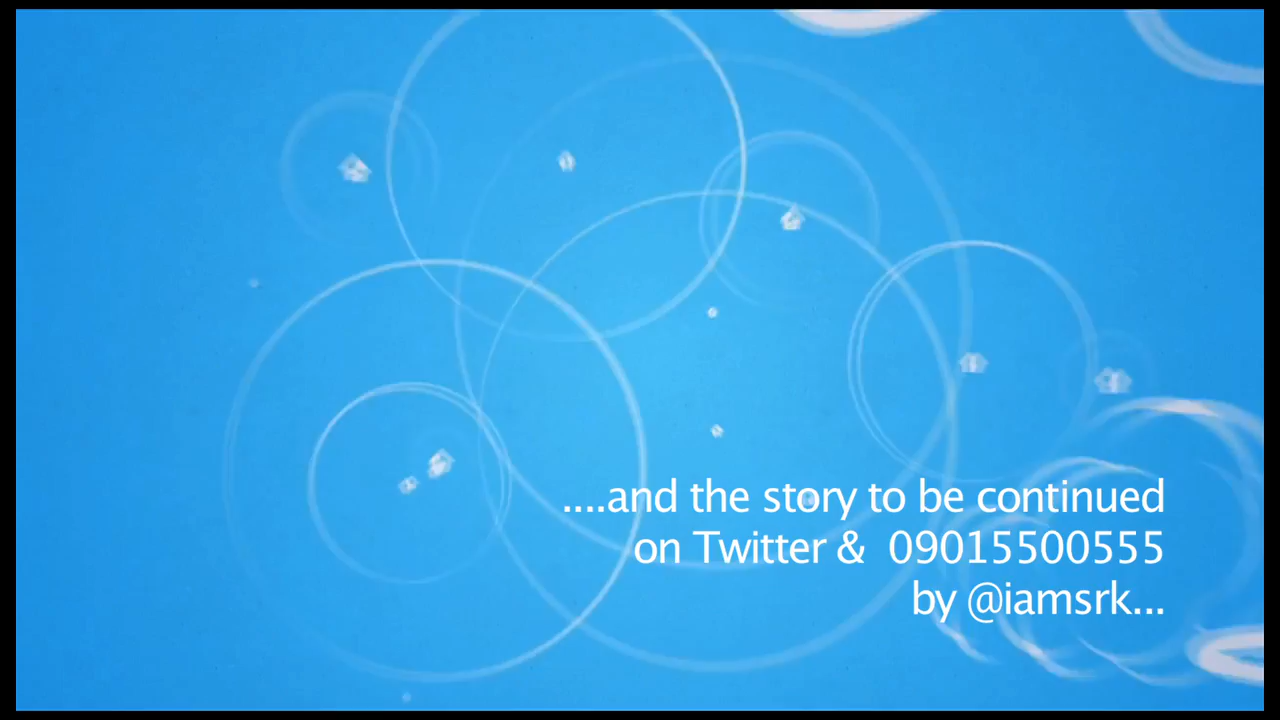 ....and the story to be continued
on Twitter &  09015500555
by @iamsrk...